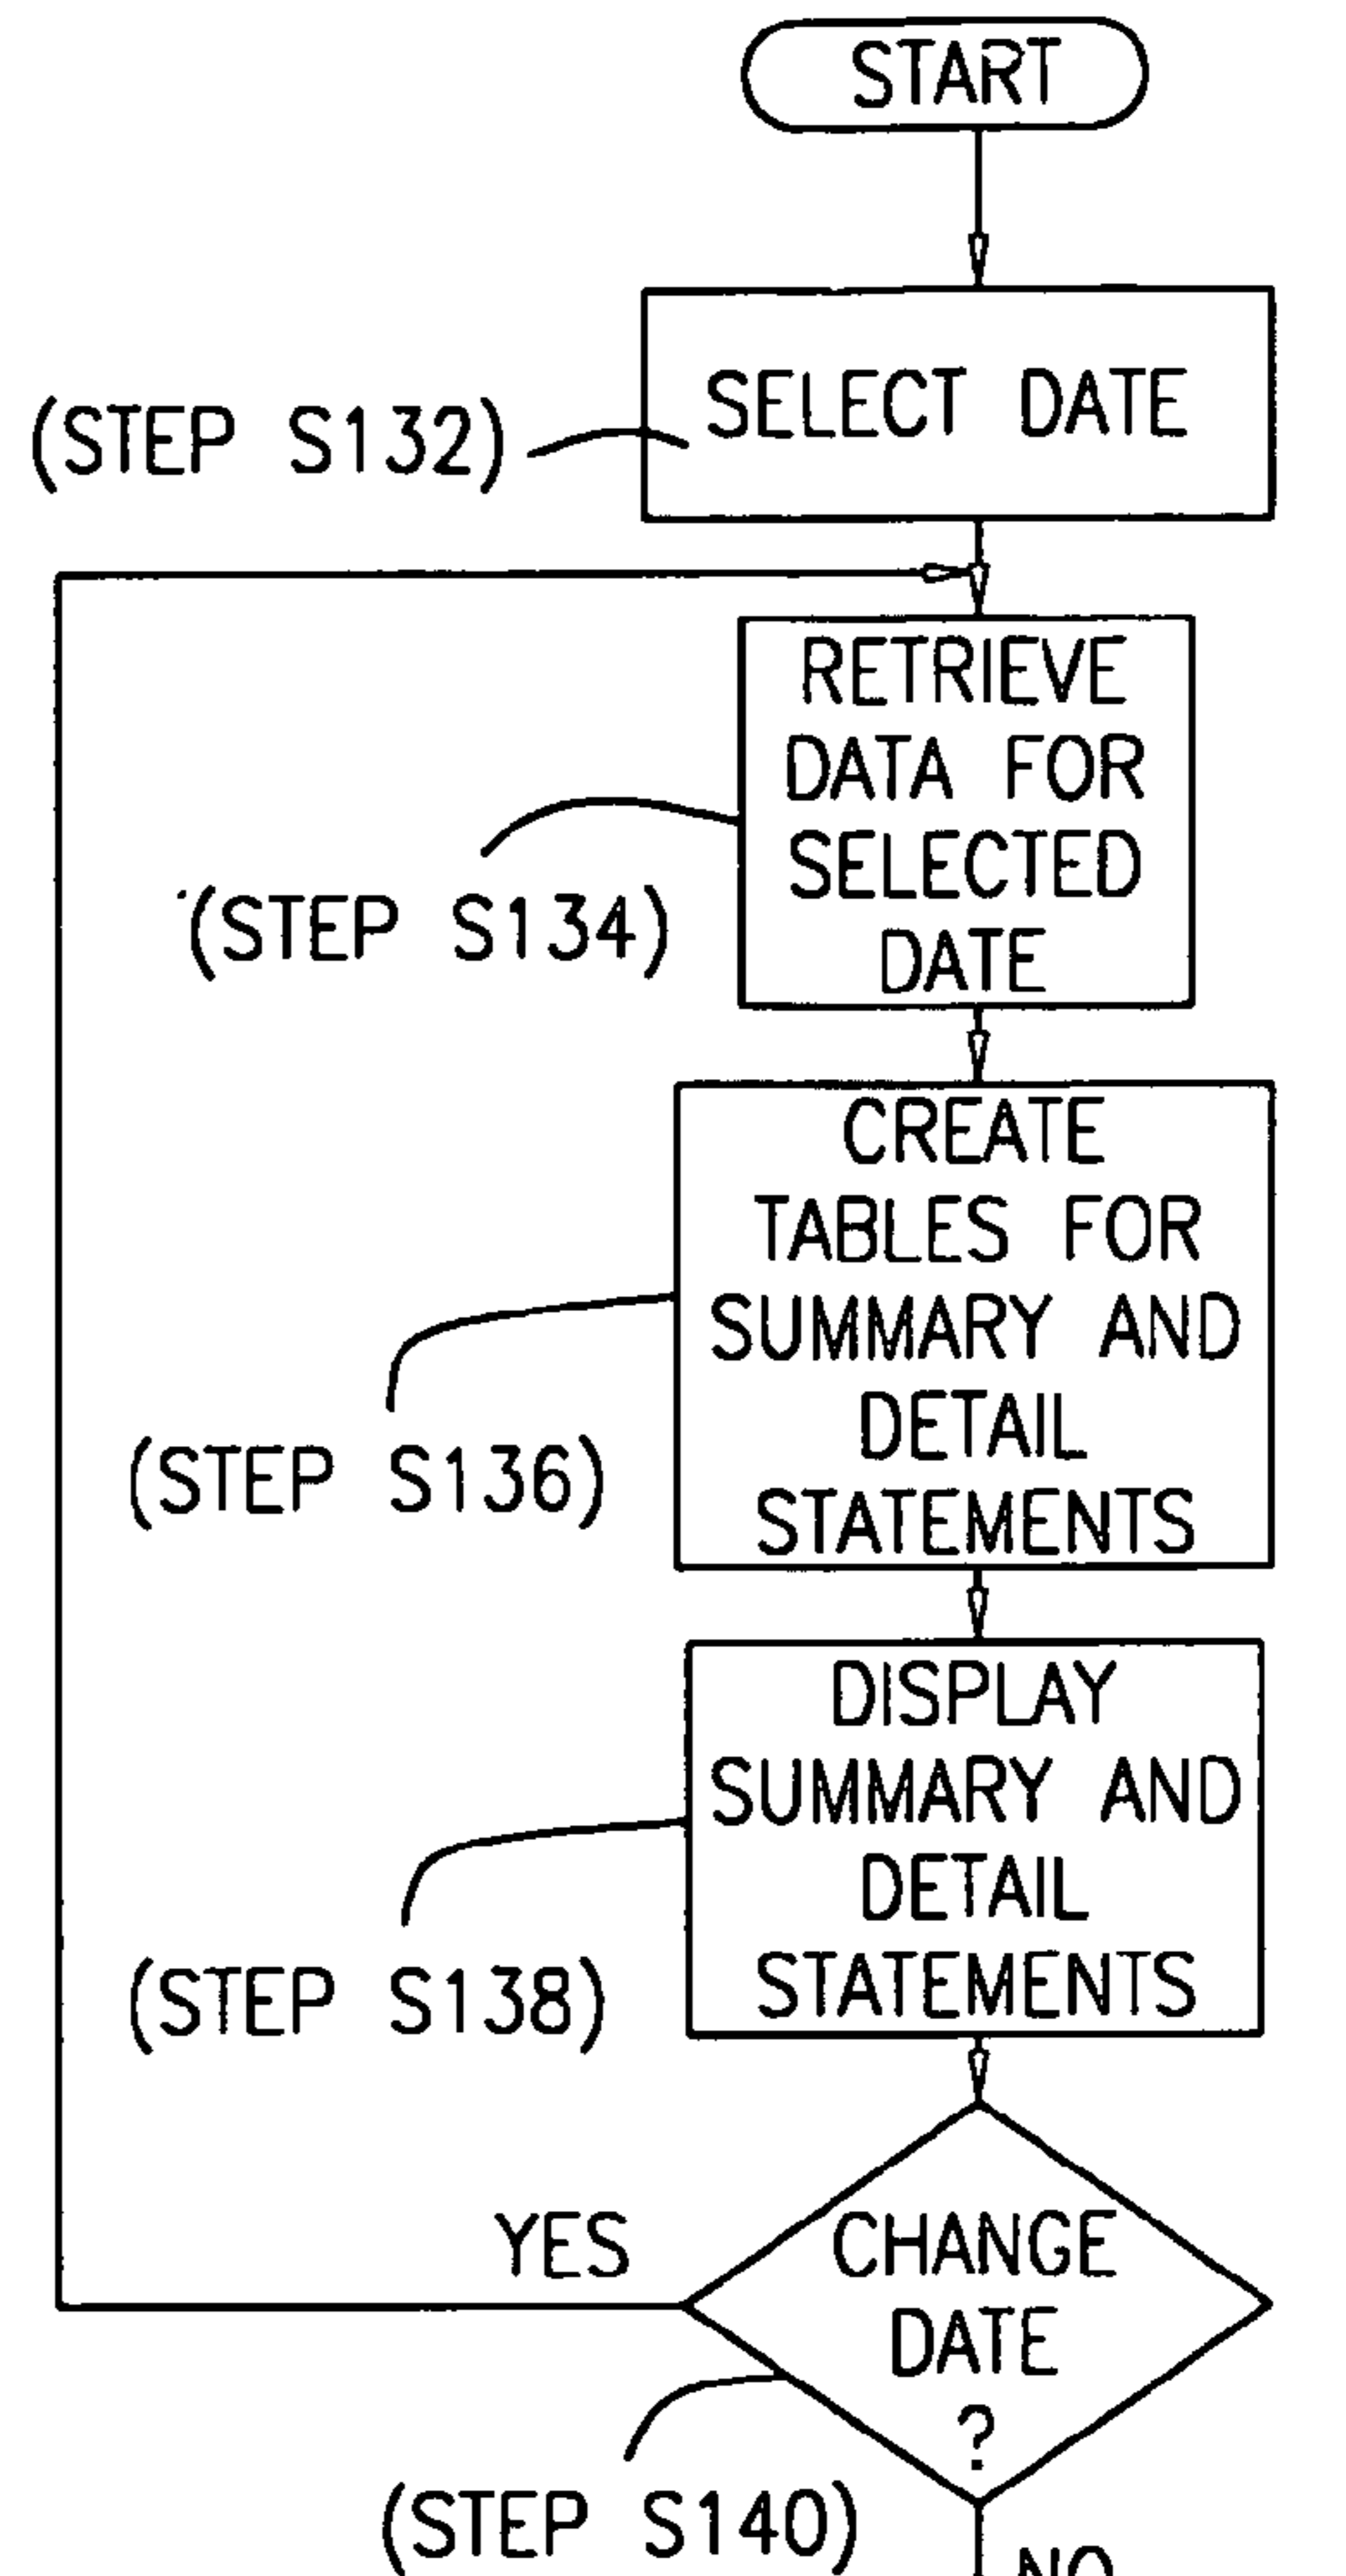 START
SELECT DATE
(STEP S132)
RETRIEVE
DATA FOR
SELECTED
DATE
(STEP S134)
CREATE
TABLES FOR
SUMMARY AND
DETAIL
STATEMENTS
(STEP S136)
DISPLAY
SUMMARY AND
DETAIL
STATEMENTS
(STEP S138)
YES
CHANGE
DATE
?
(STEP S140)
NO